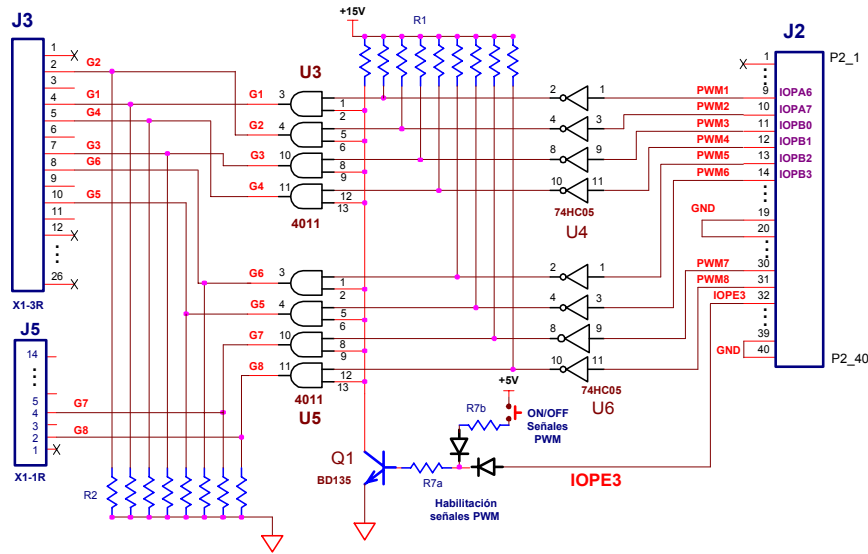 J3
1
2
3
4
5
6
7
8
9
10
11
12
26
X1-3R
G2
G1
G4
G3
G6
G5
J5
14
5
4
3
2
1
X1-1R
G7
G8
R2
+15V
R1
U3
G1
3
1
2
G2
4
5
6
G3
10
8
9
G4
11
12
13
4011
G6
3
1
2
G5
4
5
6
G7
10
8
9
G8
11
12
13
4011
U5
2
1
4
3
8
9
10
11
74HC05
U4
2
1
4
3
8
9
10
11
74HC05
U6
J2
P2_1
1
PWM1
9
IOPA6
PWM2
10
IOPA7
PWM3
11
IOPB0
PWM4
12
IOPB1
PWM5
13
IOPB2
PWM6
14
IOPB3
GND
19
20
PWM7
30
PWM8
31
IOPE3
32
39
GND
40
P2_40
+5V
R7b
ON/OFF
Señales
PWM
Q1
BD135
R7a
IOPE3
Habilitación
señales PWM